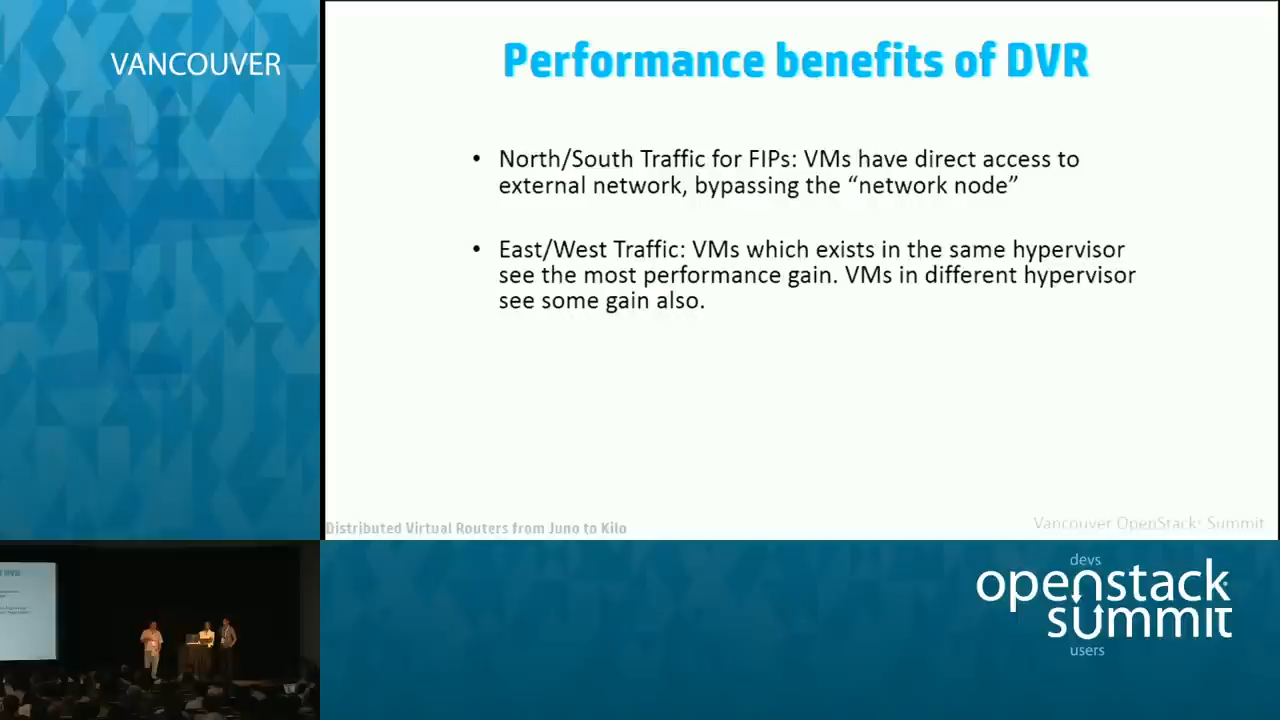 VANCOUVER
Performance benefits of DVR
• North/South Traffic for FIPs: VMs have direct access to
external network, bypassing the “network node”
• East/West Traffic: VMs which exists in the same hypervisor
see the most performance gain. VMs in different hypervisor
see some gain also.
Distributed Virtual Routers from Juno to Kilo
Vancouver OpenStack Summit
devs
openstack
summit
users